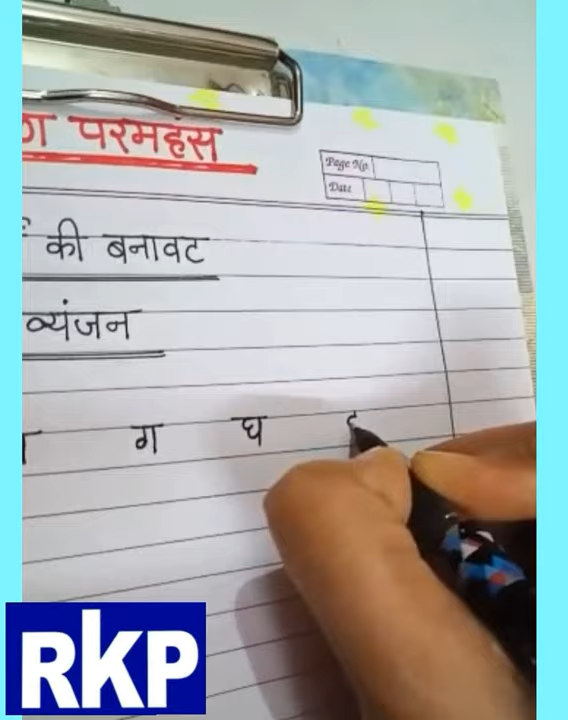 परमहंस
Page No.
Date
की बनावट
व्यंजन
ग घ
RKP